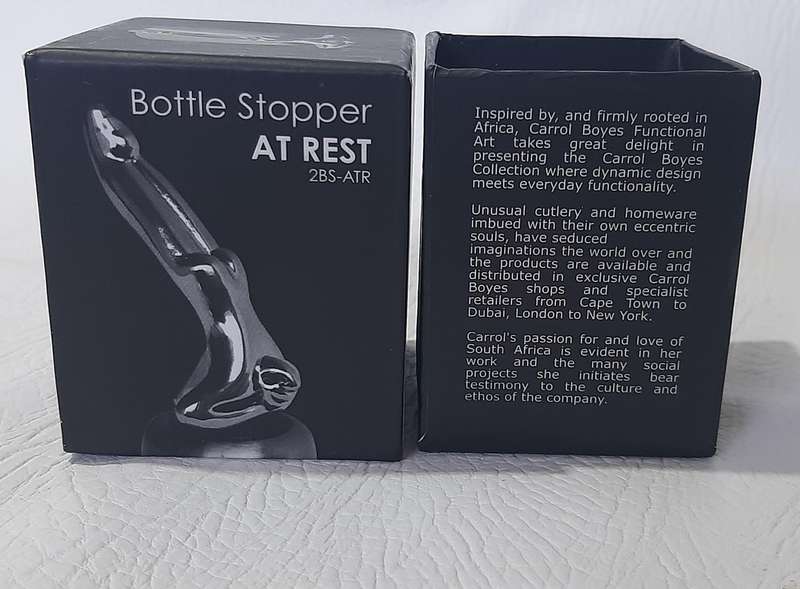 Bottle Stopper
AT REST
2BS-ATR
Inspired by, and firmly rooted in
Africa, Carrol Boyes Functional
Art takes great delight in
presenting the Carrol Boyes
Collection where dynamic design
meets everyday functionality.
Unusual cutlery and homeware
imbued with their own eccentric
souls, have seduced
imaginations the world over and
the products are available and
distributed in exclusive Carrol
Boyes shops and specialist
retailers from Cape Town to
Dubai, London to New York.
Carrol's passion for and love of
South Africa is evident in her
work and the many social
projects she initiates bear
testimony to the culture and
ethos of the company.